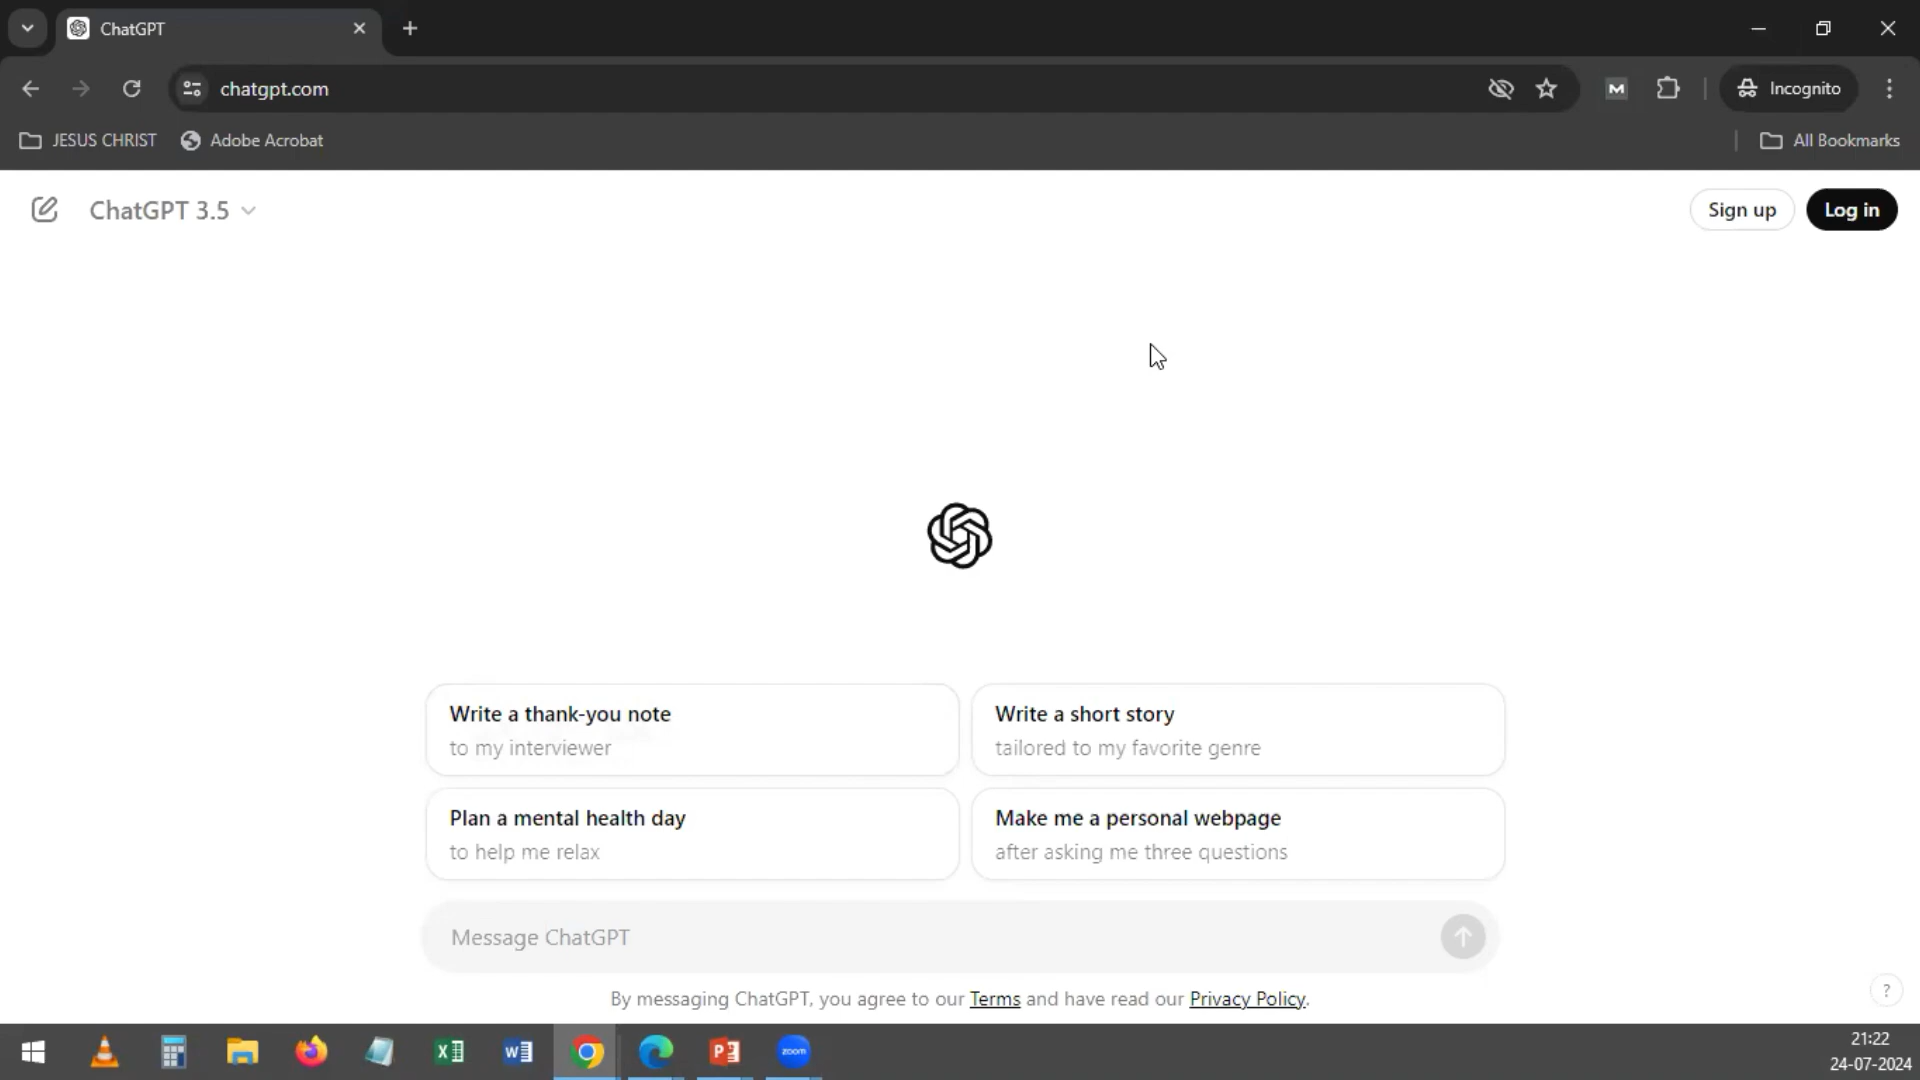 ChatGPT
chatgpt.com
Incognito
JESUS CHRIST
Adobe Acrobat
All Bookmarks
ChatGPT 3.5
Sign up
Log in
Write a thank-you note
to my interviewer
Write a short story
tailored to my favorite genre
Plan a mental health day
to help me relax
Make me a personal webpage
after asking me three questions
Message ChatGPT
By messaging ChatGPT, you agree to our Terms and have read our Privacy Policy.
?
zoom
21:22
24-07-2024